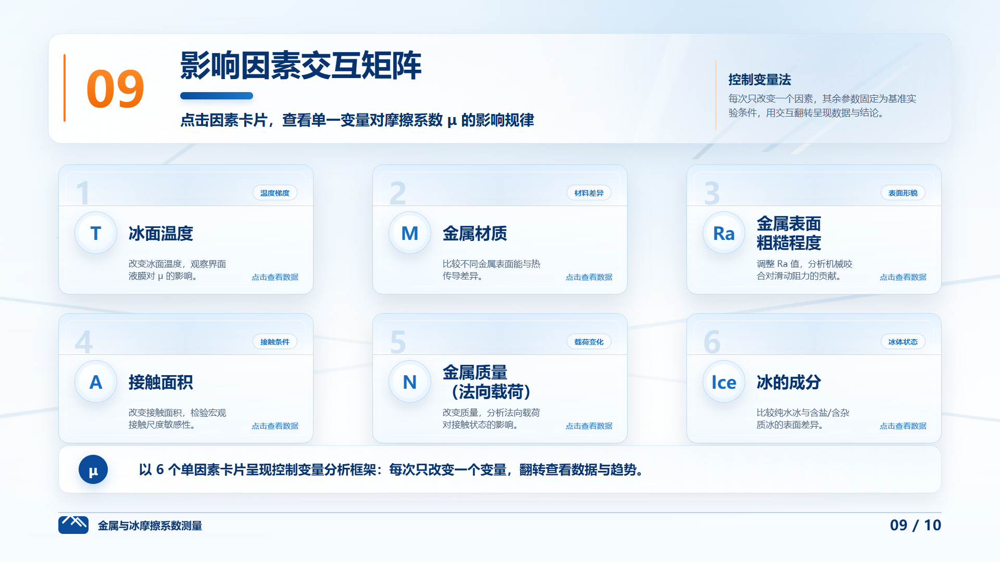 09
影响因素交互矩阵
点击因素卡片，查看单一变量对摩擦系数 μ 的影响规律
控制变量法
每次只改变一个因素，其余参数固定为基准实
验条件，用交互翻转呈现数据与结论。
1
温度梯度
T
冰面温度
改变冰面温度，观察界面
液膜对 μ 的影响。
点击查看数据
2
材料差异
M
金属材质
比较不同金属表面能与热
传导差异。
点击查看数据
3
表面形貌
Ra
金属表面
粗糙程度
调整 Ra 值，分析机械咬
合对滑动阻力的贡献。
点击查看数据
4
接触条件
A
接触面积
改变接触面积，检验宏观
接触尺度敏感性。
点击查看数据
5
载荷变化
N
金属质量
（法向载荷）
改变质量，分析法向载荷
对接触状态的影响。
点击查看数据
6
冰体状态
Ice
冰的成分
比较纯水冰与含盐/含杂
质冰的表面差异。
点击查看数据
μ
以 6 个单因素卡片呈现控制变量分析框架：每次只改变一个变量，翻转查看数据与趋势。
金属与冰摩擦系数测量
09 / 10